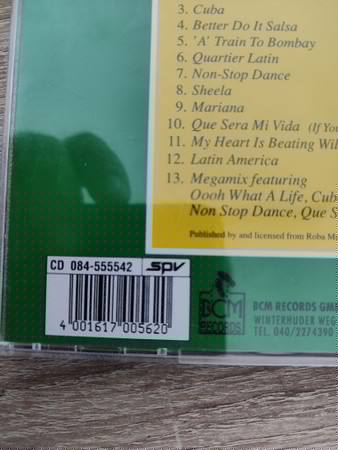 3. Cuba
4. Better Do It Salsa
5. 'A' Train To Bombay
6. Quartier Latin
7. Non-Stop Dance
8. Sheela
9. Mariana
10. Que Sera Mi Vida (If You
11. My Heart Is Beating Wil
12. Latin America
13. Megamix featuring
Oooh What A Life, Cub
Non Stop Dance, Que S
Published by and licensed from Roba Mu
CD 084-555542 SPV
4 001617 005620
BCM
RECORDS
BCM RECORDS GMB
WINTERHUDER WEG
TEL. 040/2274390